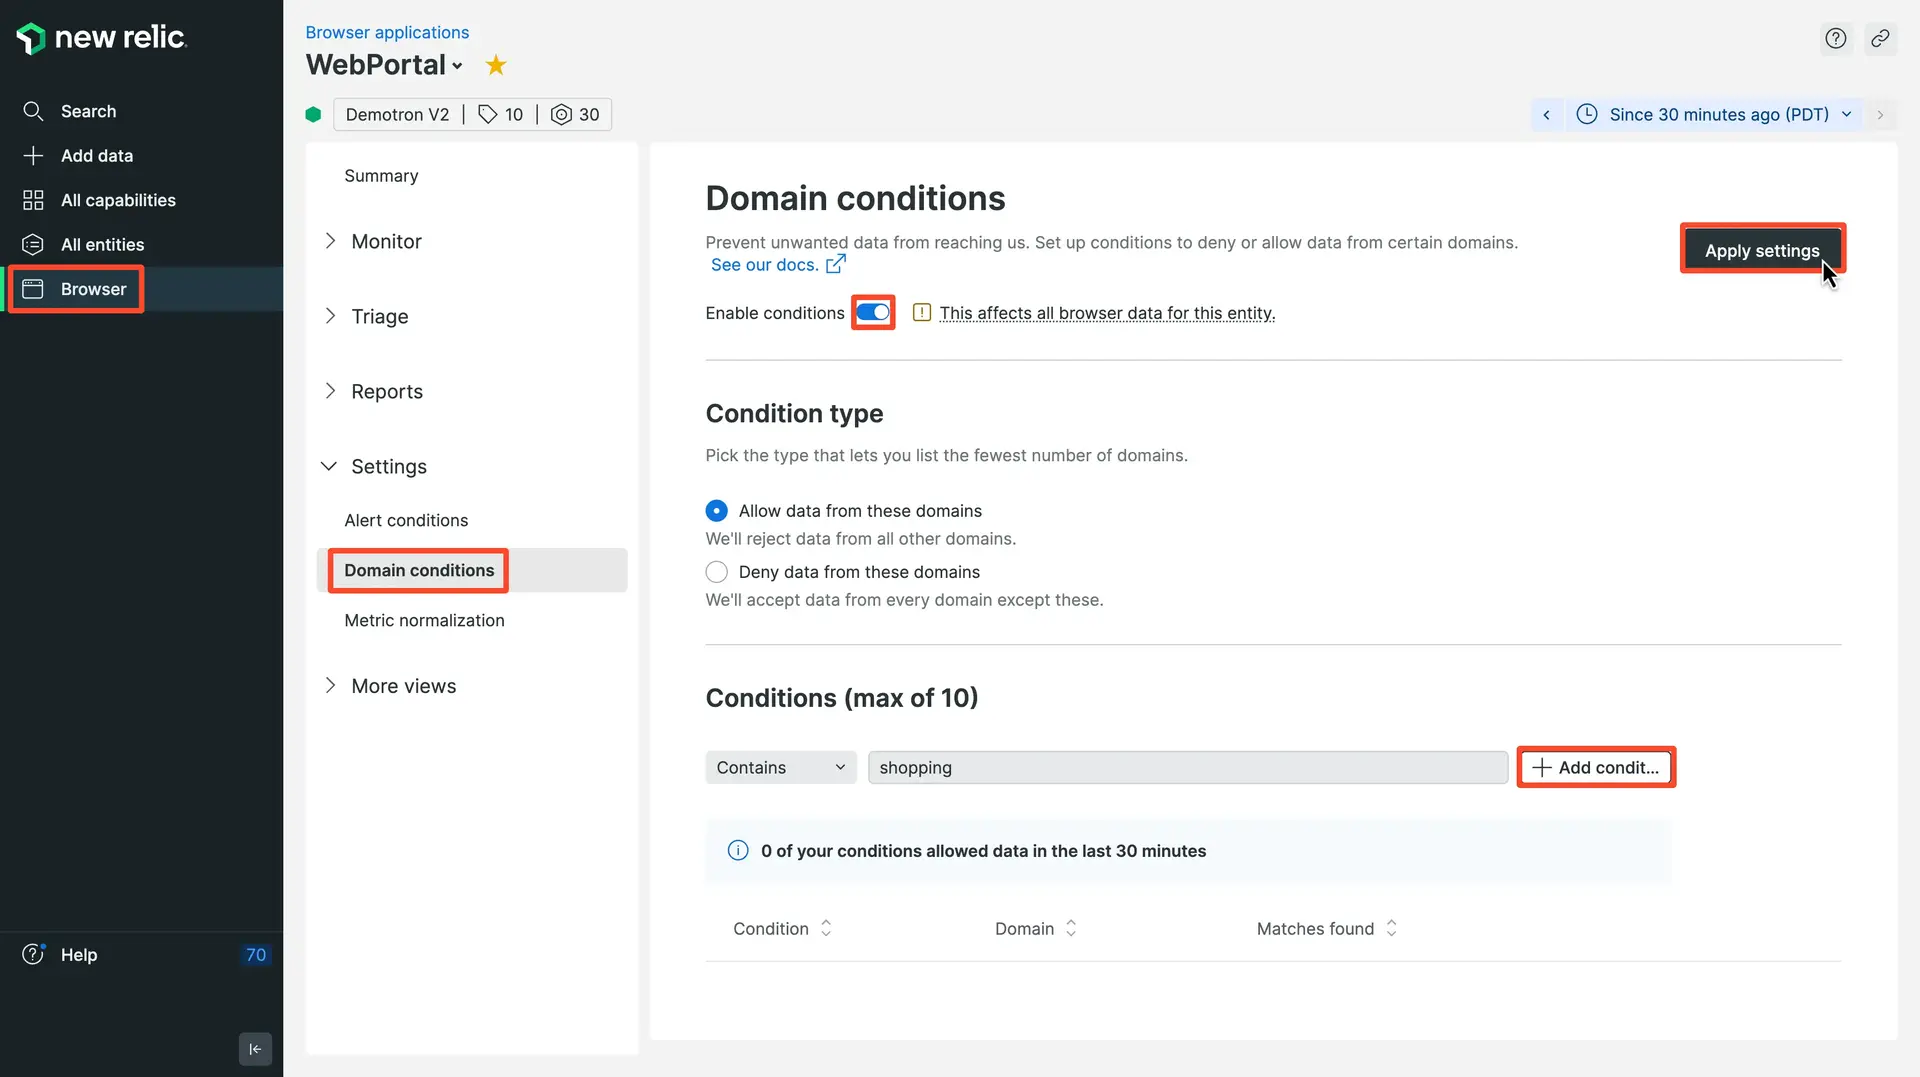 new relic.
Search
Add data
All capabilities
All entities
Browser
Help
70
Browser applications
WebPortal
Demotron V2 | 10 | 30
Since 30 minutes ago (PDT)
Summary
Monitor
Triage
Reports
Settings
Alert conditions
Domain conditions
Metric normalization
More views
Domain conditions
Prevent unwanted data from reaching us. Set up conditions to deny or allow data from certain domains.
See our docs.
Apply settings
Enable conditions
This affects all browser data for this entity.
Condition type
Pick the type that lets you list the fewest number of domains.
Allow data from these domains
We'll reject data from all other domains.
Deny data from these domains
We'll accept data from every domain except these.
Conditions (max of 10)
Contains
shopping
Add condit...
0 of your conditions allowed data in the last 30 minutes
Condition
Domain
Matches found